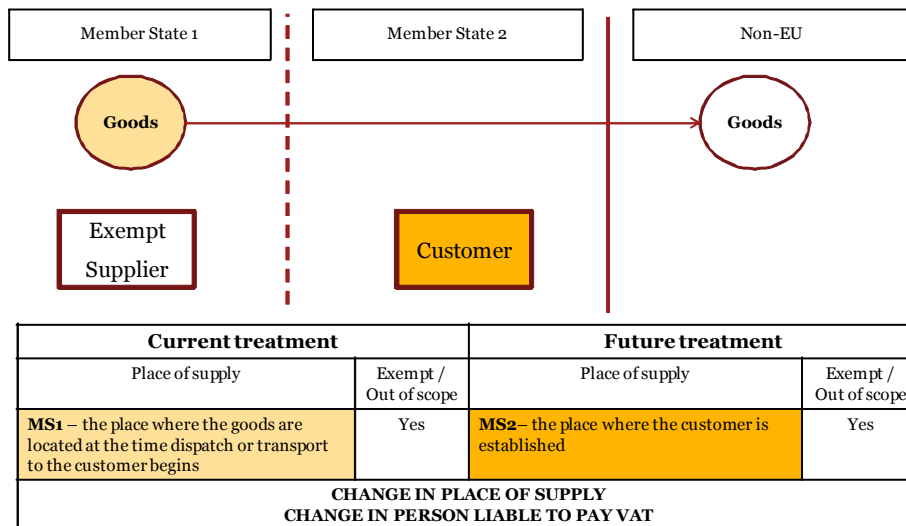 Member State 1
Member State 2
Non-EU
Goods
Goods
Exempt
Supplier
Customer
Current treatment
Future treatment
Place of supply
Exempt /
Out of scope
Place of supply
Exempt /
Out of scope
MS1 – the place where the goods are
located at the time dispatch or transport
to the customer begins
Yes
MS2– the place where the customer is
established
Yes
CHANGE IN PLACE OF SUPPLY
CHANGE IN PERSON LIABLE TO PAY VAT